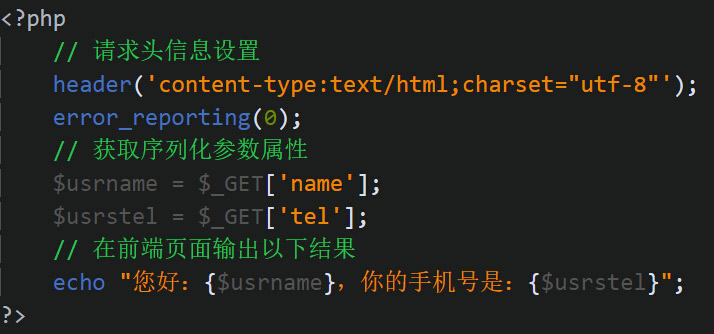 <?php
// 请求头信息设置
header('content-type:text/html;charset="utf-8"');
error_reporting(0);
// 获取序列化参数属性
$usrname = $_GET['name'];
$usrstel = $_GET['tel'];
// 在前端页面输出以下结果
echo "您好：{$usrname}，你的手机号是：{$usrstel}";
?>